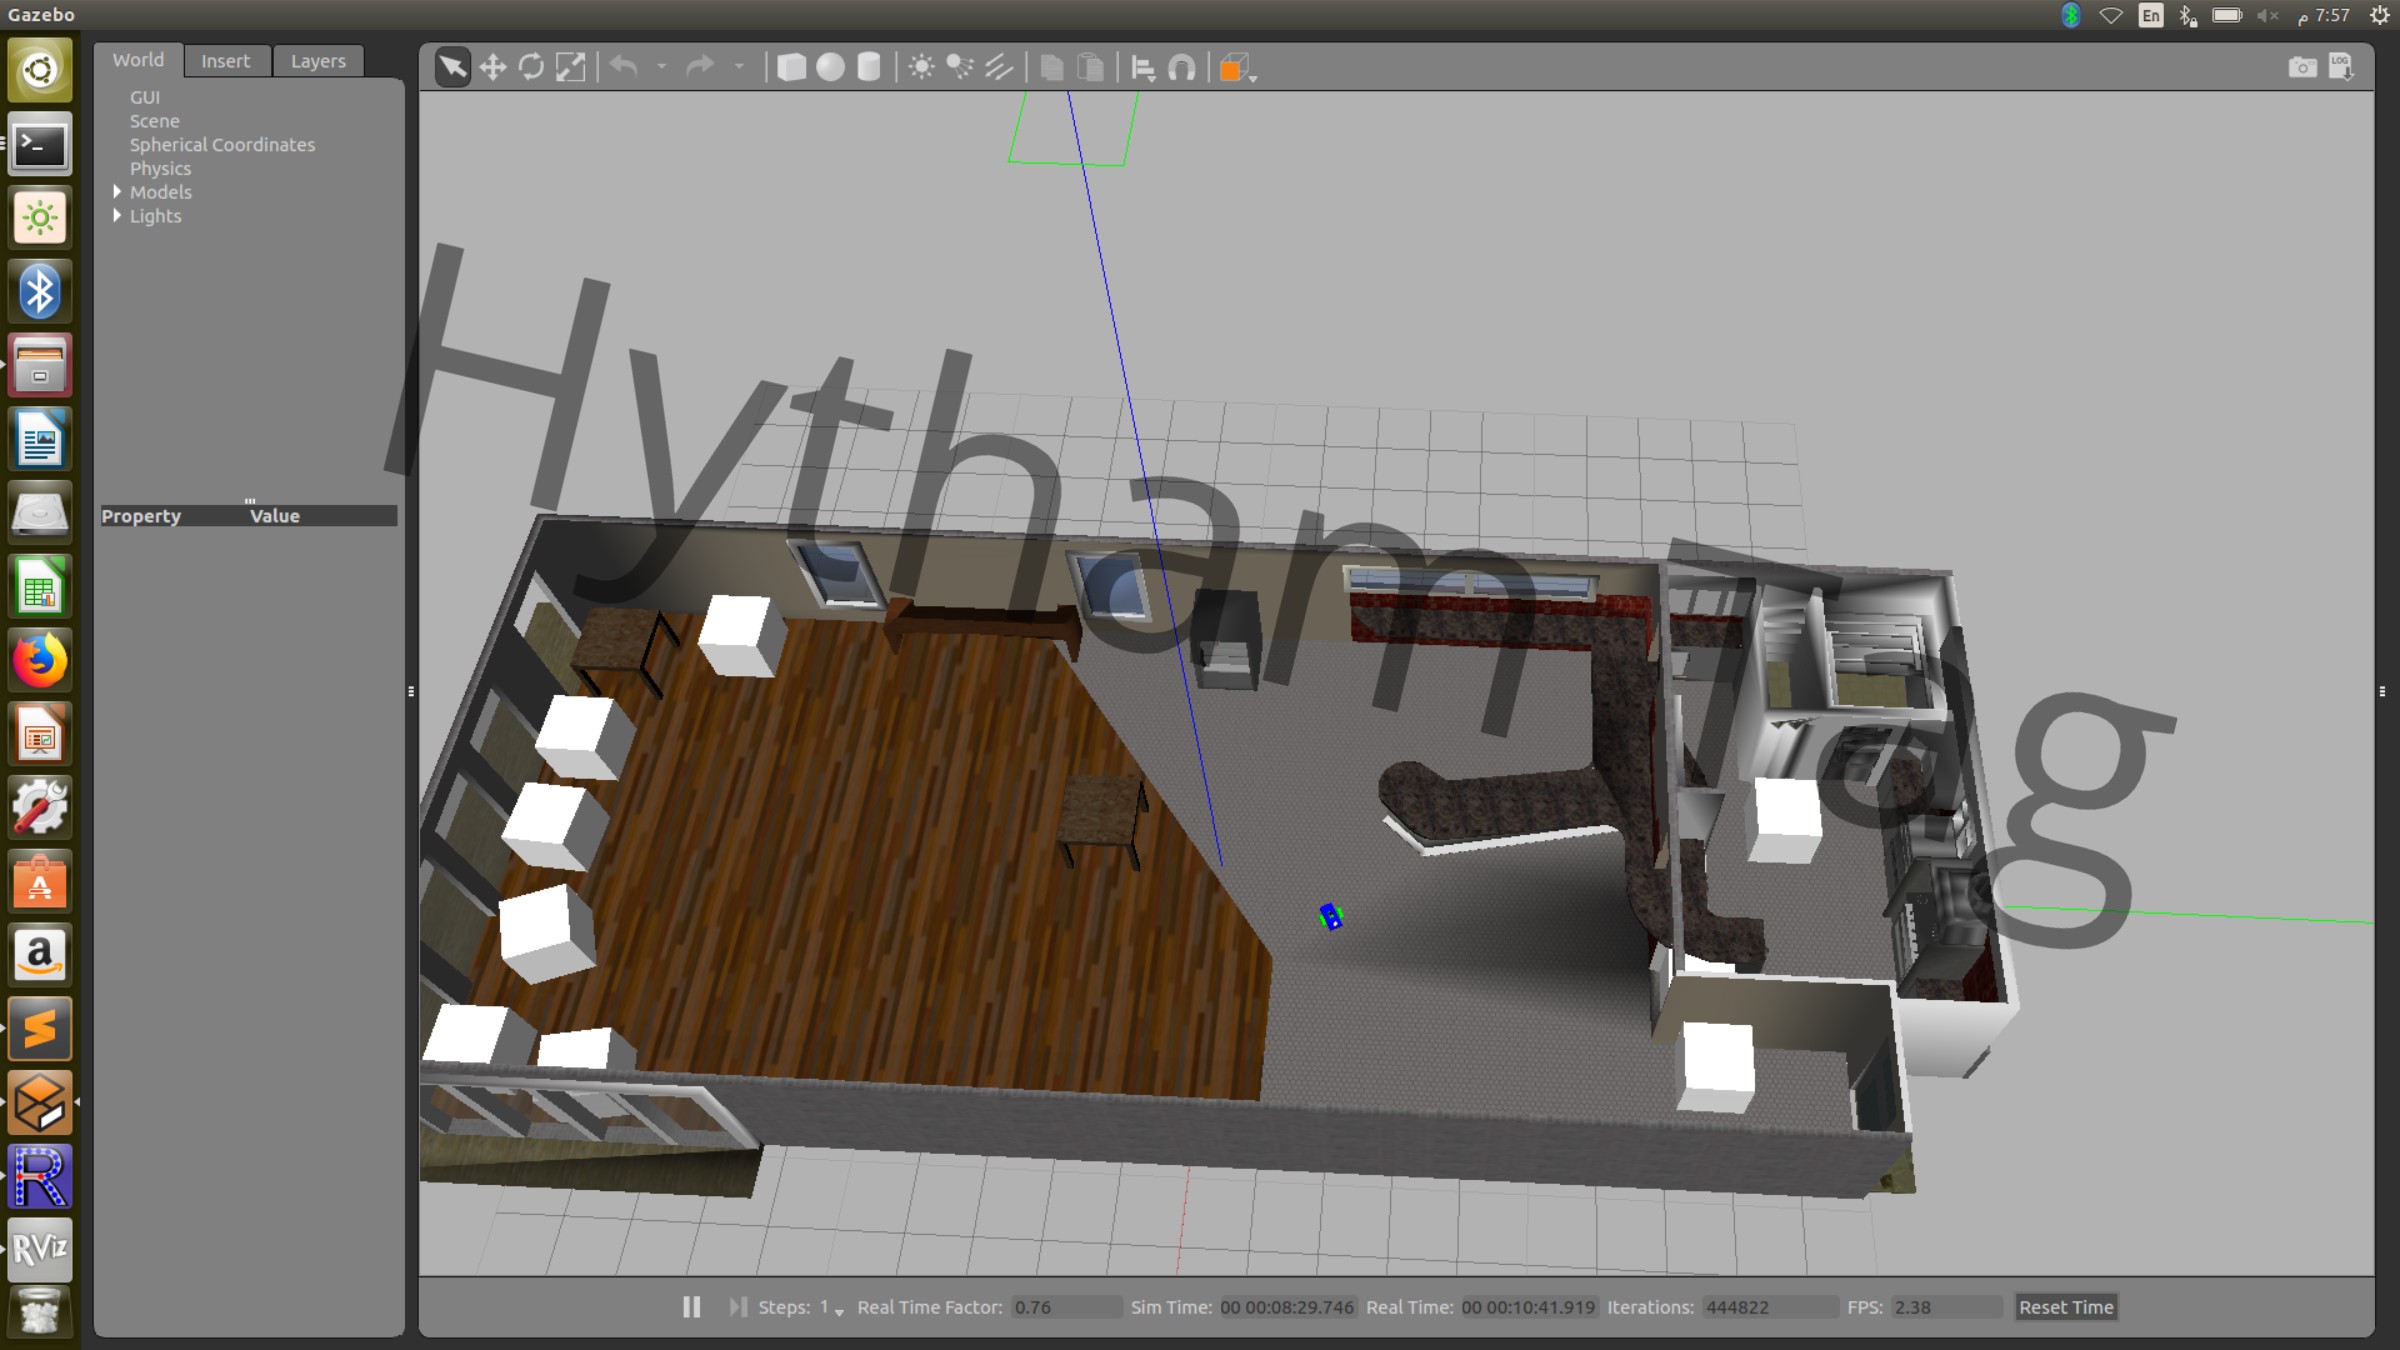 Gazebo
En
م 7:57
World Insert Layers
LOG
GUI
Scene
Spherical Coordinates
Physics
Models
Lights
Property Value
Hytham Tag
RViz
Steps: 1 Real Time Factor: 0.76 Sim Time: 00 00:08:29.746 Real Time: 00 00:10:41.919 Iterations: 444822 FPS: 2.38 Reset Time